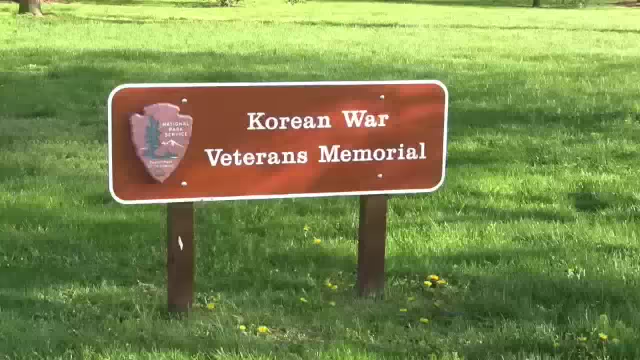 NATIONAL
PARK
SERVICE
Korean War
Veterans Memorial